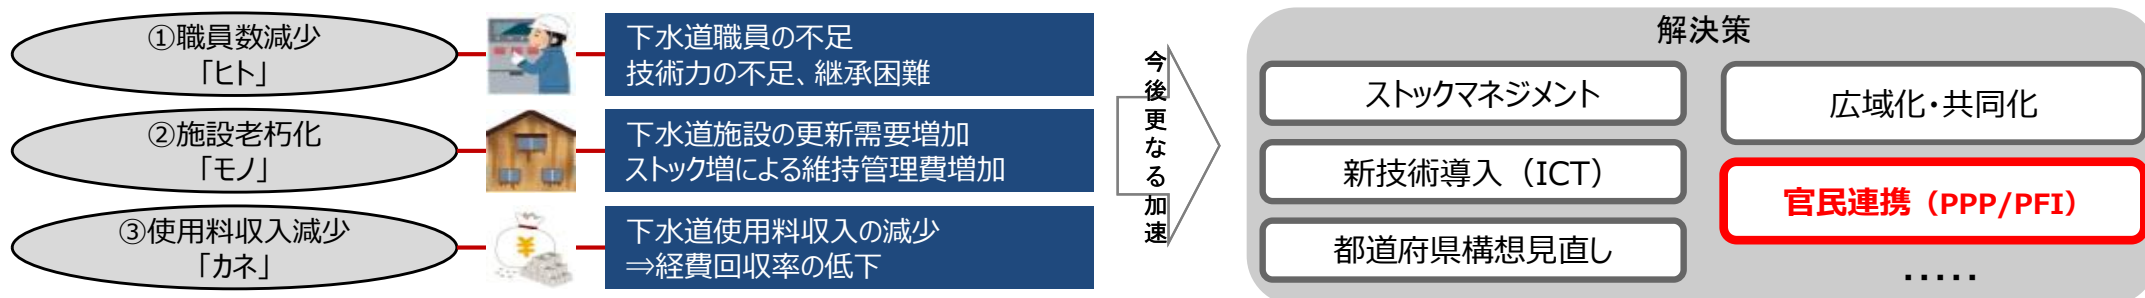 ①職員数減少
「ヒト」
下水道職員の不足
技術力の不足、継承困難
②施設老朽化
「モノ」
下水道施設の更新需要増加
ストック増による維持管理費増加
③使用料収入減少
「カネ」
¥
下水道使用料収入の減少
⇒経費回収率の低下
今後更なる加速
解決策
ストックマネジメント
新技術導入（ICT）
都道府県構想見直し
広域化・共同化
官民連携（PPP/PFI）
・・・・・